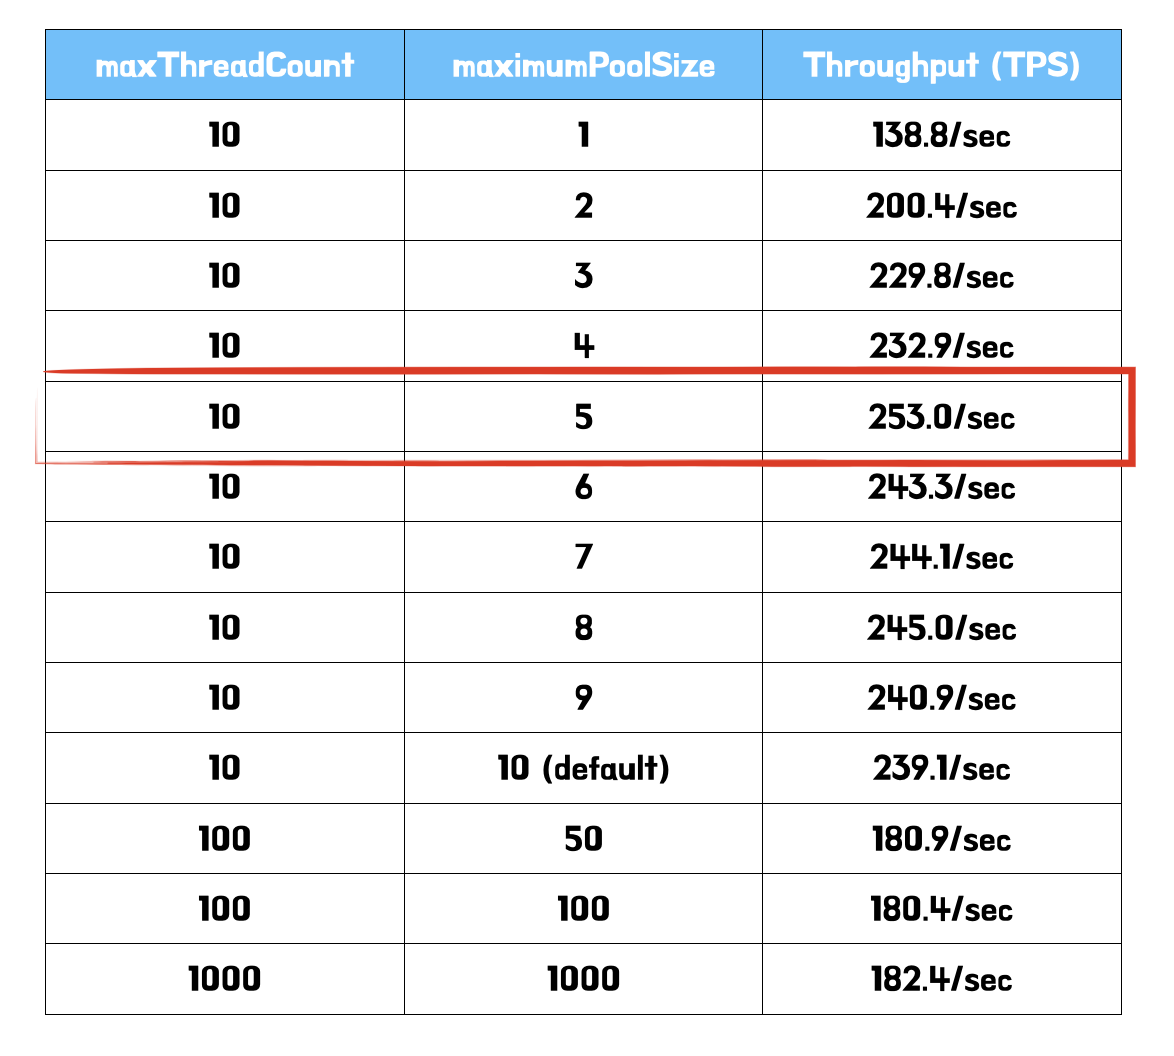 maxThreadCount maximumPoolSize Throughput (TPS)
10 1 138.8/sec
10 2 200.4/sec
10 3 229.8/sec
10 4 232.9/sec
10 5 253.0/sec
10 6 243.3/sec
10 7 244.1/sec
10 8 245.0/sec
10 9 240.9/sec
10 10 (default) 239.1/sec
100 50 180.9/sec
100 100 180.4/sec
1000 1000 182.4/sec